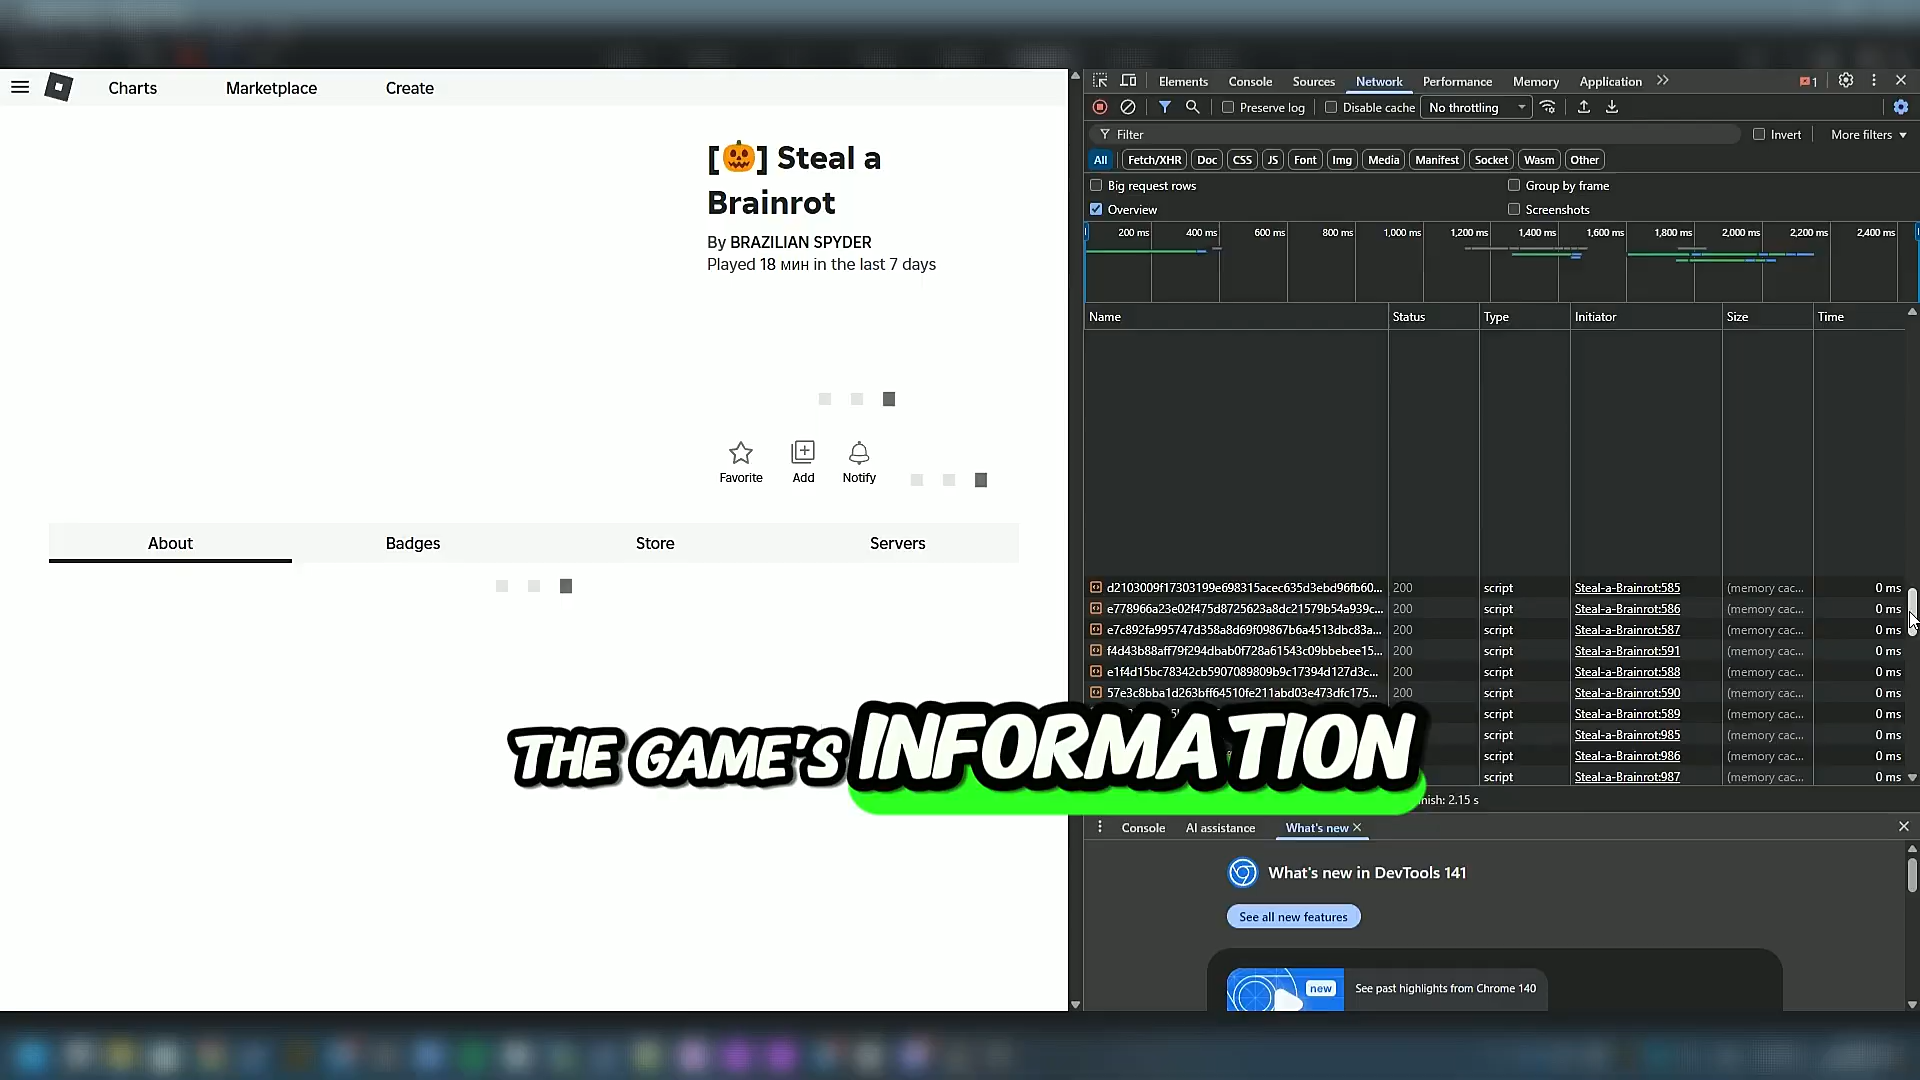 Charts Marketplace Create
[🎃] Steal a
Brainrot
By BRAZILIAN SPYDER
Played 18 мин in the last 7 days
Favorite Add Notify
About Badges Store Servers
Elements Console Sources Network Performance Memory Application 1
Preserve log Disable cache No throttling
Filter Invert More filters
All Fetch/XHR Doc CSS JS Font Img Media Manifest Socket Wasm Other
Big request rows Group by frame
Overview Screenshots
200 ms 400 ms 600 ms 800 ms 1,000 ms 1,200 ms 1,400 ms 1,600 ms 1,800 ms 2,000 ms 2,200 ms 2,400 ms
Name Status Type Initiator Size Time
d2103009f17303199e698315acec635d3ebd96fb60... 200 script Steal-a-Brainrot:585 (memory cac... 0 ms
e778966a23e02f475d8725623a8dc21579b54a939c... 200 script Steal-a-Brainrot:586 (memory cac... 0 ms
e7c892fa995747d358a8d69f09867b6a4513dbc83a... 200 script Steal-a-Brainrot:587 (memory cac... 0 ms
f4d43b88aff79f294dbab0f728a61543c09bbebee15... 200 script Steal-a-Brainrot:591 (memory cac... 0 ms
e1f4d15bc78342cb5907089809b9c17394d127d3c... 200 script Steal-a-Brainrot:588 (memory cac... 0 ms
57e3c8bba1d263bff64510fe211abd03e473dfc175... 200 script Steal-a-Brainrot:590 (memory cac... 0 ms
script Steal-a-Brainrot:589 (memory cac... 0 ms
script Steal-a-Brainrot:985 (memory cac... 0 ms
script Steal-a-Brainrot:986 (memory cac... 0 ms
script Steal-a-Brainrot:987 (memory cac... 0 ms
THE GAME'S INFORMATION
nish: 2.15 s
Console AI assistance What's new
What's new in DevTools 141
See all new features
new See past highlights from Chrome 140